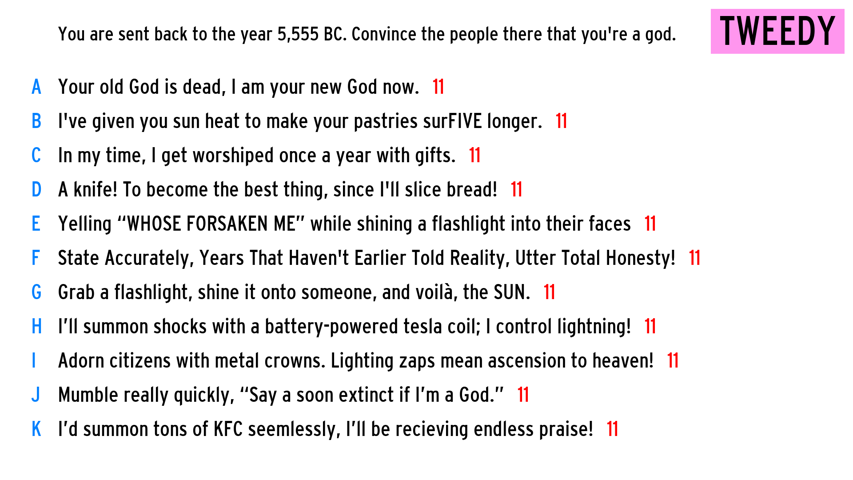 You are sent back to the year 5,555 BC. Convince the people there that you're a god.
TWEEDY
A Your old God is dead, I am your new God now. 11
B I've given you sun heat to make your pastries surFIVE longer. 11
C In my time, I get worshiped once a year with gifts. 11
D A knife! To become the best thing, since I'll slice bread! 11
E Yelling “WHOSE FORSAKEN ME” while shining a flashlight into their faces 11
F State Accurately, Years That Haven't Earlier Told Reality, Utter Total Honesty! 11
G Grab a flashlight, shine it onto someone, and voilà, the SUN. 11
H I’ll summon shocks with a battery-powered tesla coil; I control lightning! 11
I Adorn citizens with metal crowns. Lighting zaps mean ascension to heaven! 11
J Mumble really quickly, “Say a soon extinct if I’m a God.” 11
K I’d summon tons of KFC seemlessly, I’ll be recieving endless praise! 11